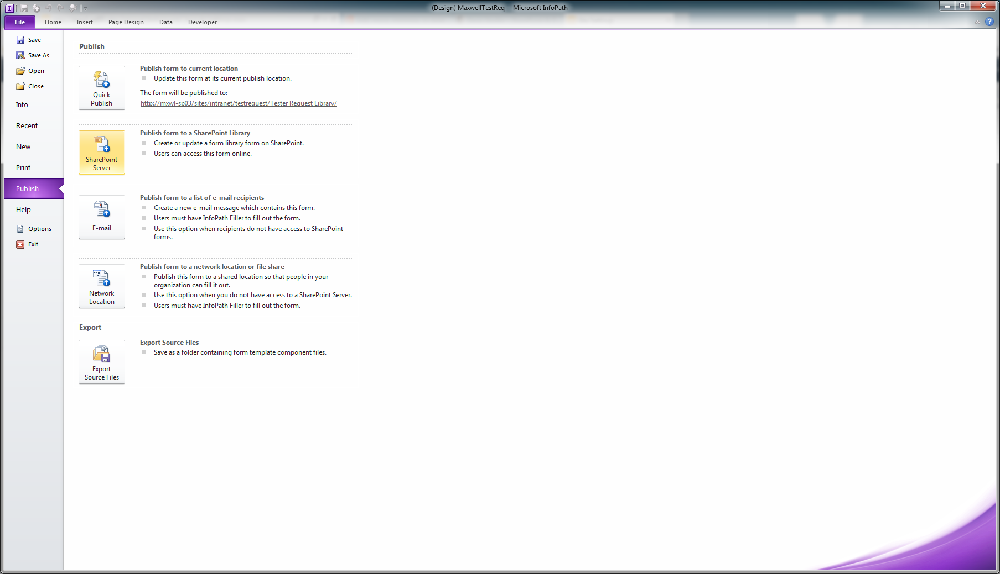 (Design) MaxwellTestReq - Microsoft InfoPath
File Home Insert Page Design Data Developer
Save
Save As
Open
Close
Info
Recent
New
Print
Publish
Help
Options
Exit
Publish
Quick
Publish
Publish form to current location
Update this form at its current publish location.
The form will be published to:
http://mxwl-sp03/sites/intranet/testrequest/Tester Request Library/
SharePoint
Server
Publish form to a SharePoint Library
Create or update a form library form on SharePoint.
Users can access this form online.
E-mail
Publish form to a list of e-mail recipients
Create a new e-mail message which contains this form.
Users must have InfoPath Filler to fill out the form.
Use this option when recipients do not have access to SharePoint
forms.
Network
Location
Publish form to a network location or file share
Publish this form to a shared location so that people in your
organization can fill it out.
Use this option when you do not have access to a SharePoint Server.
Users must have InfoPath Filler to fill out the form.
Export
Export
Source Files
Export Source Files
Save as a folder containing form template component files.